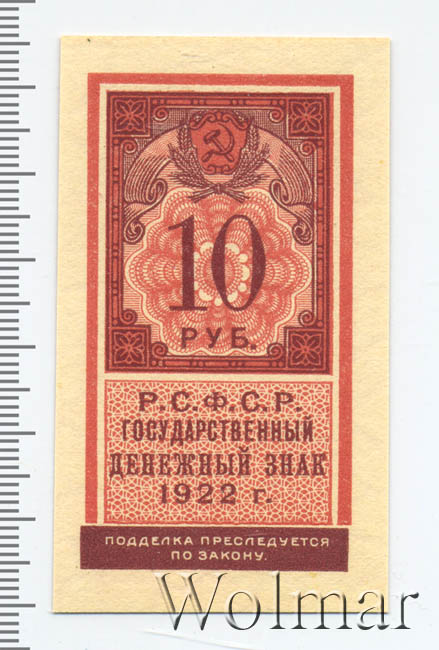 10
РУБ.
Р.С.Ф.С.Р.
ГОСУДАРСТВЕННЫЙ
ДЕНЕЖНЫЙ ЗНАК
1922 г.
ПОДДЕЛКА ПРЕСЛЕДУЕТСЯ
ПО ЗАКОНУ.
Wolmar